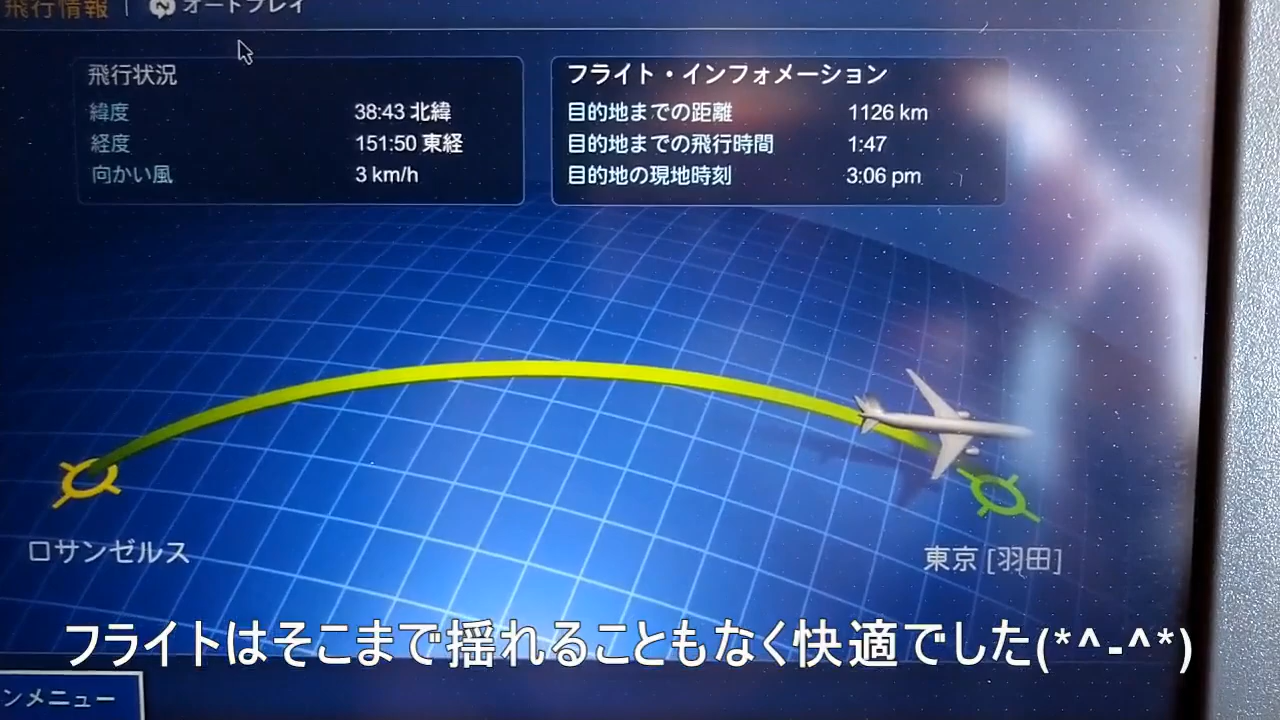 飛行情報 | オートプレイ
飛行状況
緯度 38:43 北緯
経度 151:50 東経
向かい風 3 km/h
フライト・インフォメーション
目的地までの距離 1126 km
目的地までの飛行時間 1:47
目的地の現地時刻 3:06 pm
ロサンゼルス
東京 [羽田]
フライトはそこまで揺れることもなく快適でした(*^-^*)
ンメニュー